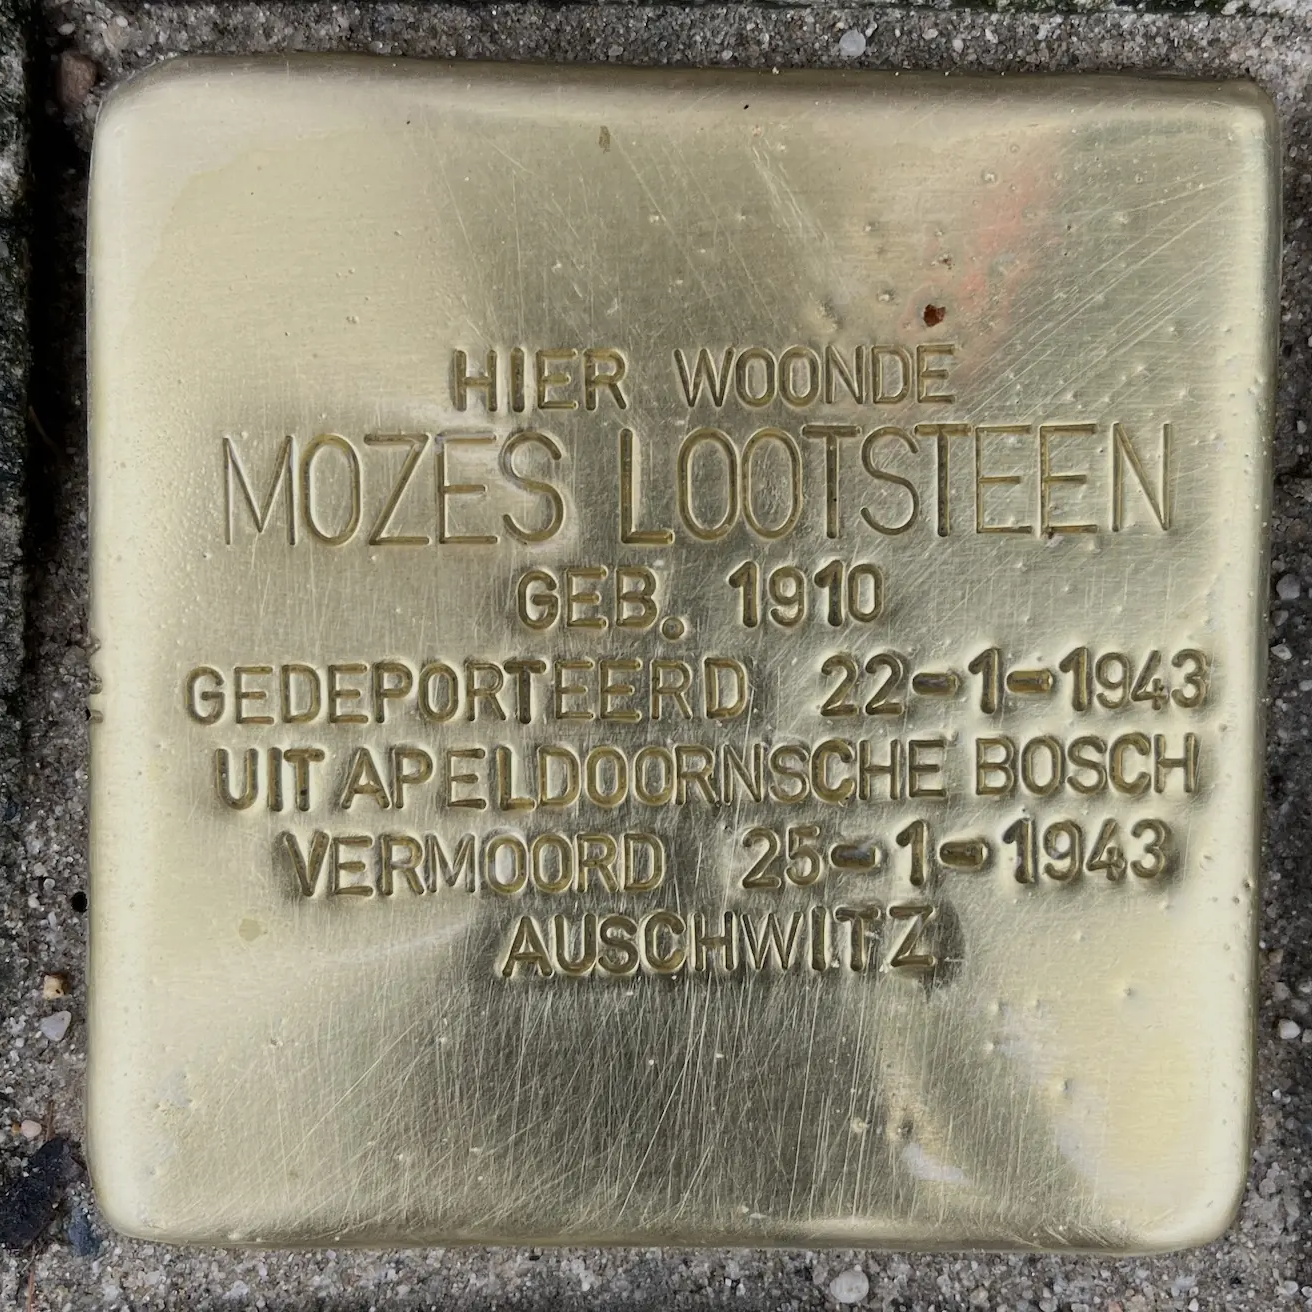 HIER WOONDE
MOZES LOOTSTEEN
GEB. 1910
GEDEPORTEERD 22-1-1943
UIT APELDOORNSCHE BOSCH
VERMOORD 25-1-1943
AUSCHWITZ